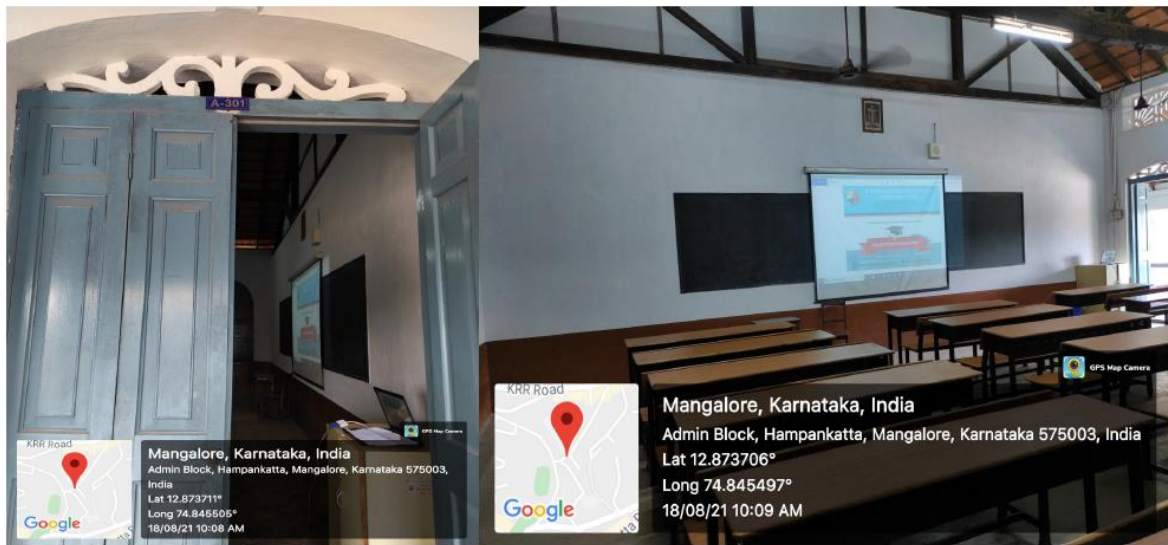 A-301
GPS Map Camera
KRR Road
Google
Mangalore, Karnataka, India
Admin Block, Hampankatta, Mangalore, Karnataka 575003,
India
Lat 12.873711°
Long 74.845505°
18/08/21 10:08 AM
GPS Map Camera
KRR Road
Google
Mangalore, Karnataka, India
Admin Block, Hampankatta, Mangalore, Karnataka 575003, India
Lat 12.873706°
Long 74.845497°
18/08/21 10:09 AM